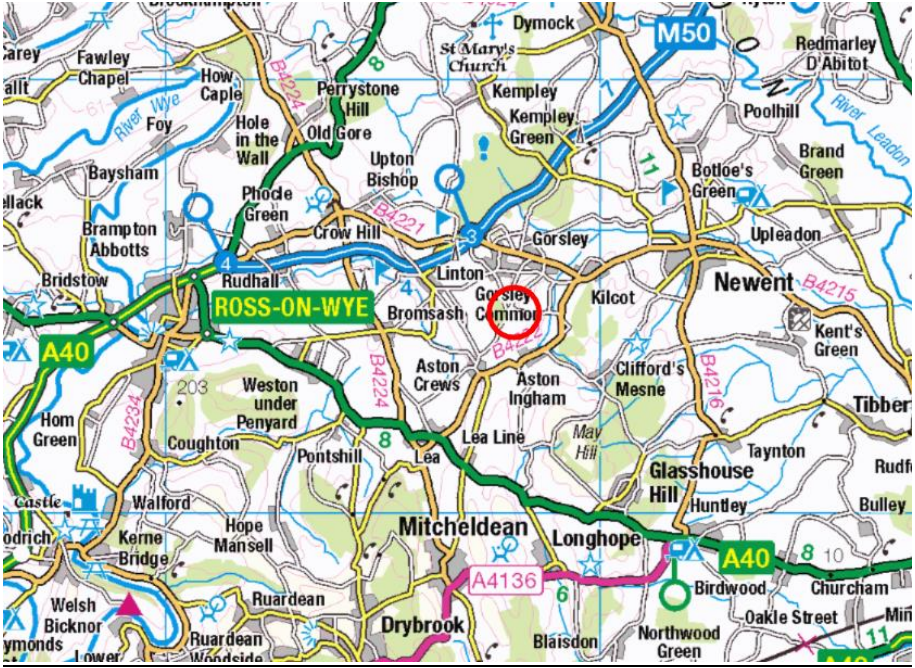 Dymock
M50
Redmarley
D'Abitot
St Mary's
Church
Fawley
Chapel
How
Caple
B4224
8
Perrystone
Hill
Kempley
1
Poolhill
River Leadon
River Wye
Foy
Hole
in the
Wall
Old Gore
Kempley
Green
Upton
Bishop
11
Botloe's
Green
Brand
Green
Baysham
Phocle
Green
Brampton
Abbotts
Crow Hill
B4221
3
Gorsley
Upleadon
4
Rudhall
4
Linton
Newent
B4215
Bridstow
ROSS-ON-WYE
Bromsash
Gorsley
Common
Kilcot
Kent's
Green
A40
B4222
B4224
Aston
Crews
Aston
Ingham
Clifford's
Mesne
B4216
203
Weston
under
Penyard
Hom
Green
B4234
Coughton
8
Pontshill
Lea
Lea Line
May
Hill
Taynton
Glasshouse
Hill
Castle
Walford
Huntley
Bulley
Kerne
Bridge
Hope
Mansell
Mitcheldean
Longhope
A40
8
10
A4136
6
Birdwood
Churcham
Welsh
Bicknor
Ruardean
Drybrook
Oakle Street
Ruardean
Woodside
Blaisdon
Northwood
Green
11
Lower